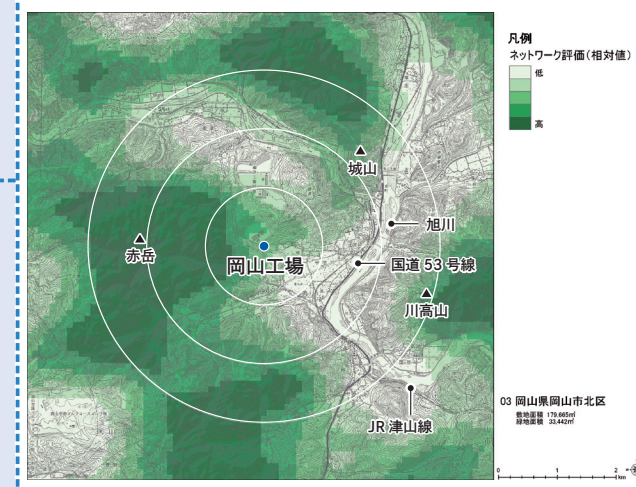 凡例
ネットワーク評価(相対値)
低
高
城山
旭川
赤岳
岡山工場
国道 53 号線
川高山
JR 津山線
03 岡山県岡山市北区
敷地面積 179,665㎡
緑地面積 33,442㎡
0 1 2
km